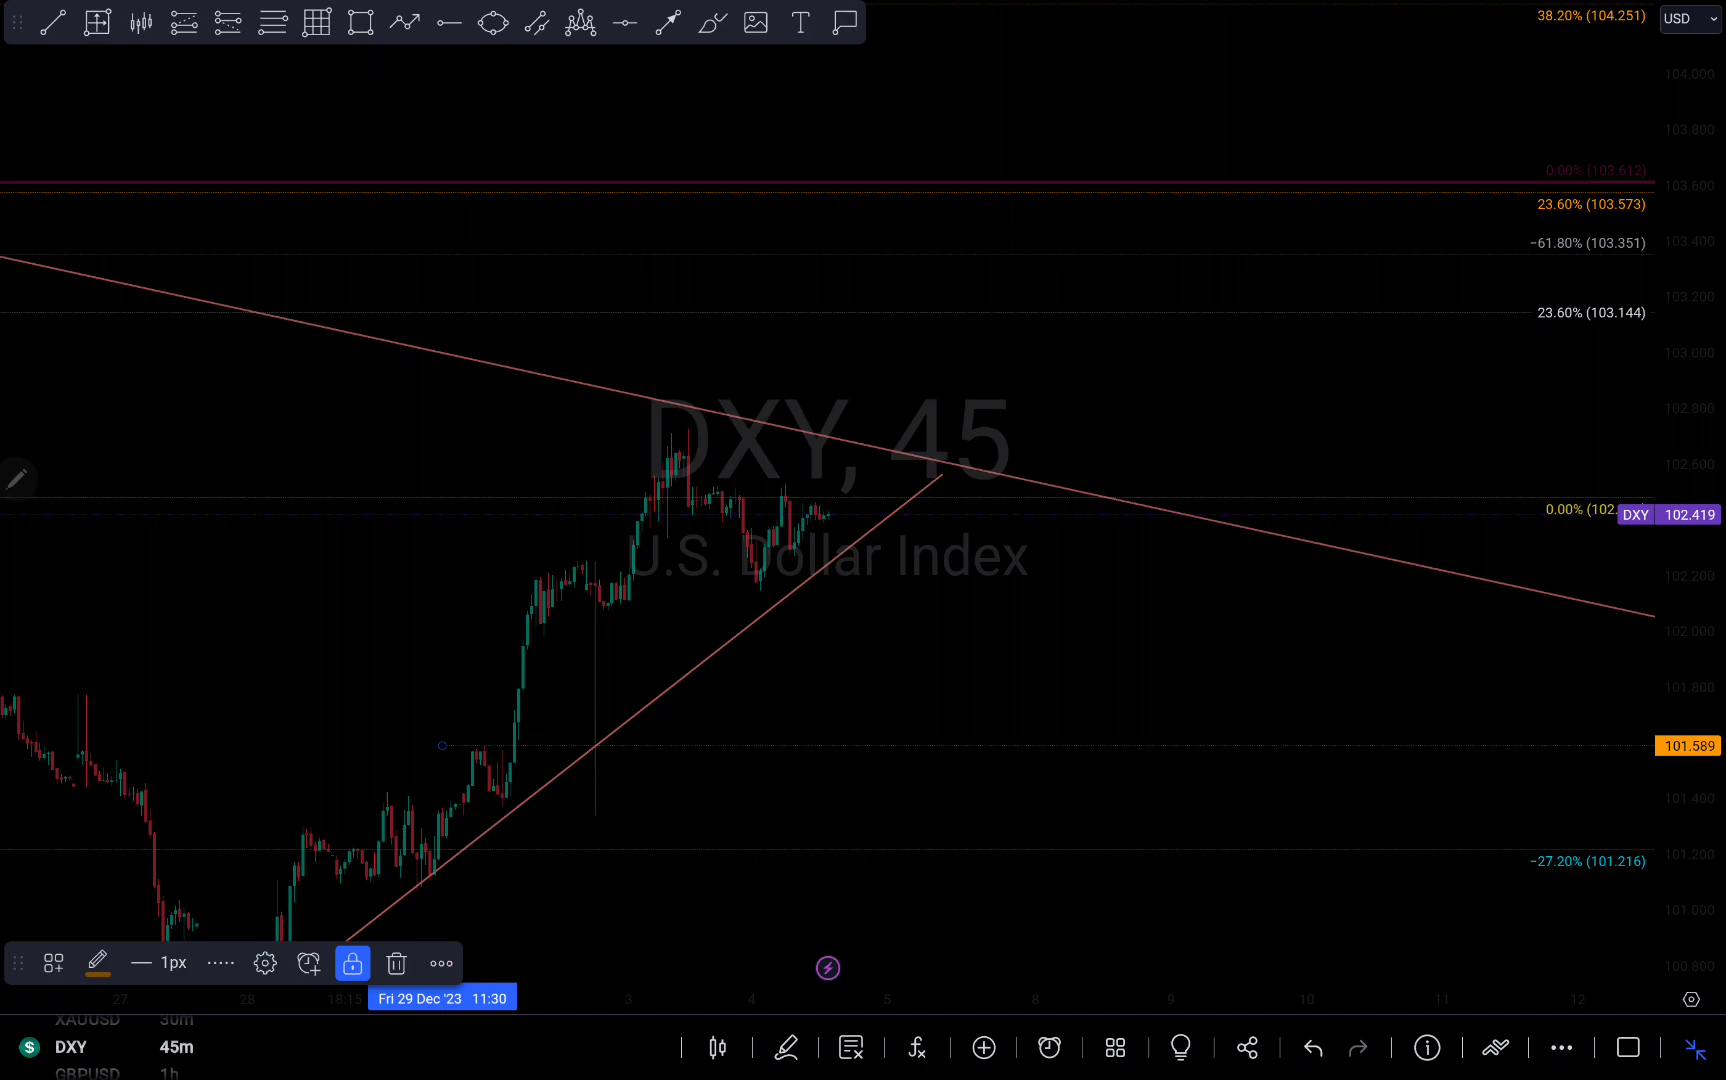 38.20% (104.251)
USD
104.000
103.800
0.00% (103.612)
103.600
23.60% (103.573)
103.400
−61.80% (103.351)
103.200
23.60% (103.144)
103.000
102.800
DXY, 45
102.600
0.00% (102.
DXY 102.419
U.S. Dollar Index
102.200
102.000
101.800
101.589
101.400
101.200
−27.20% (101.216)
101.000
1px
100.800
27 28 18:15 Fri 29 Dec '23 11:30 3 4 5 8 9 10 11 12
XAUUSD 30m
DXY 45m
GBPUSD 1h